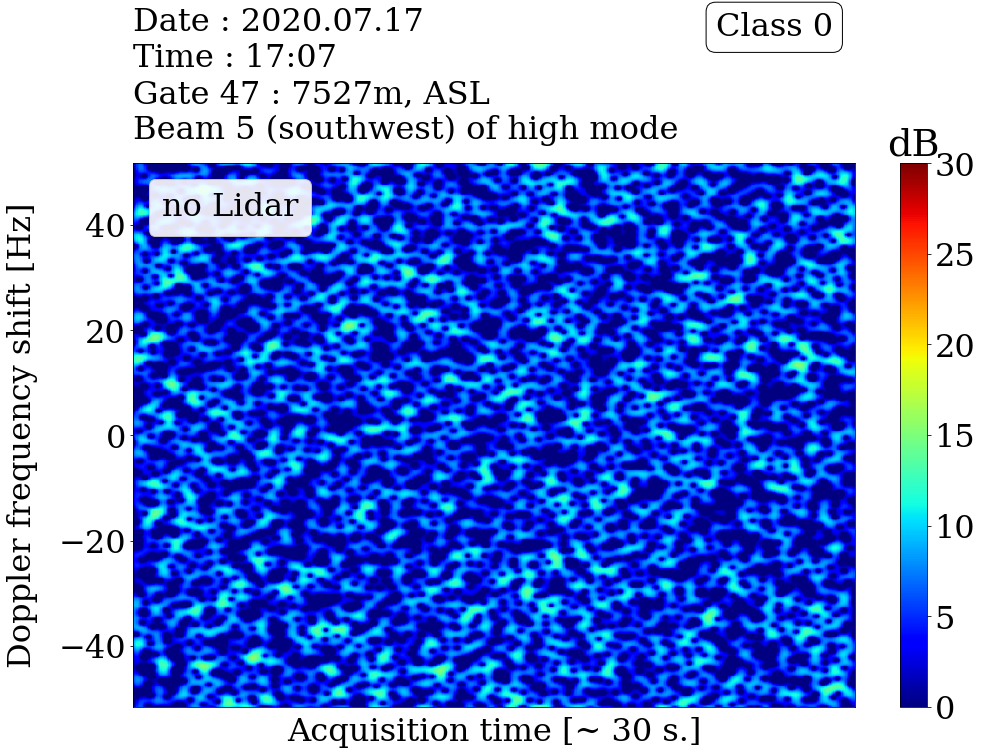 Date : 2020.07.17
Time : 17:07
Gate 47 : 7527m, ASL
Beam 5 (southwest) of high mode
Class 0
no Lidar
Doppler frequency shift [Hz]
40
20
0
−20
−40
Acquisition time [~ 30 s.]
dB
30
25
20
15
10
5
0